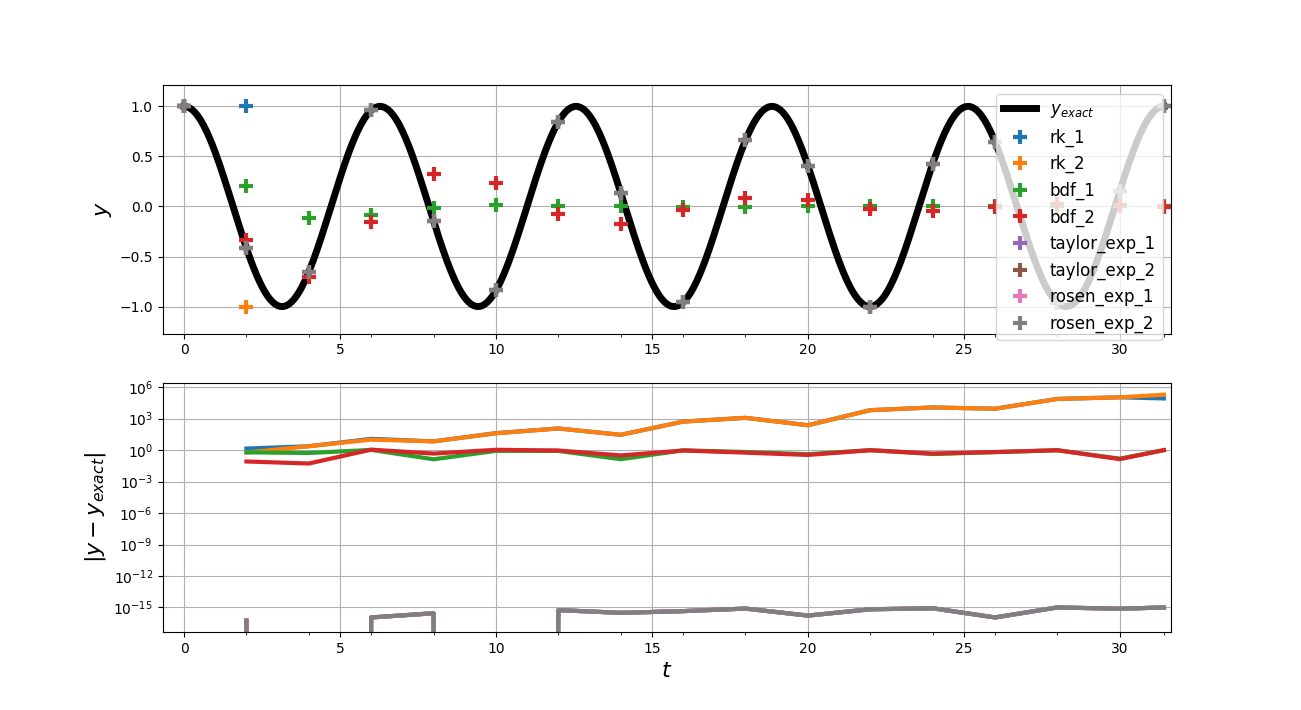 1.0
0.5
0.0
−0.5
−1.0
y
y_exact
rk_1
rk_2
bdf_1
bdf_2
taylor_exp_1
taylor_exp_2
rosen_exp_1
rosen_exp_2
0 5 10 15 20 25 30
10^6
10^3
10^0
10^−3
10^−6
10^−9
10^−12
10^−15
|y − y_exact|
0 5 10 15 20 25 30
t